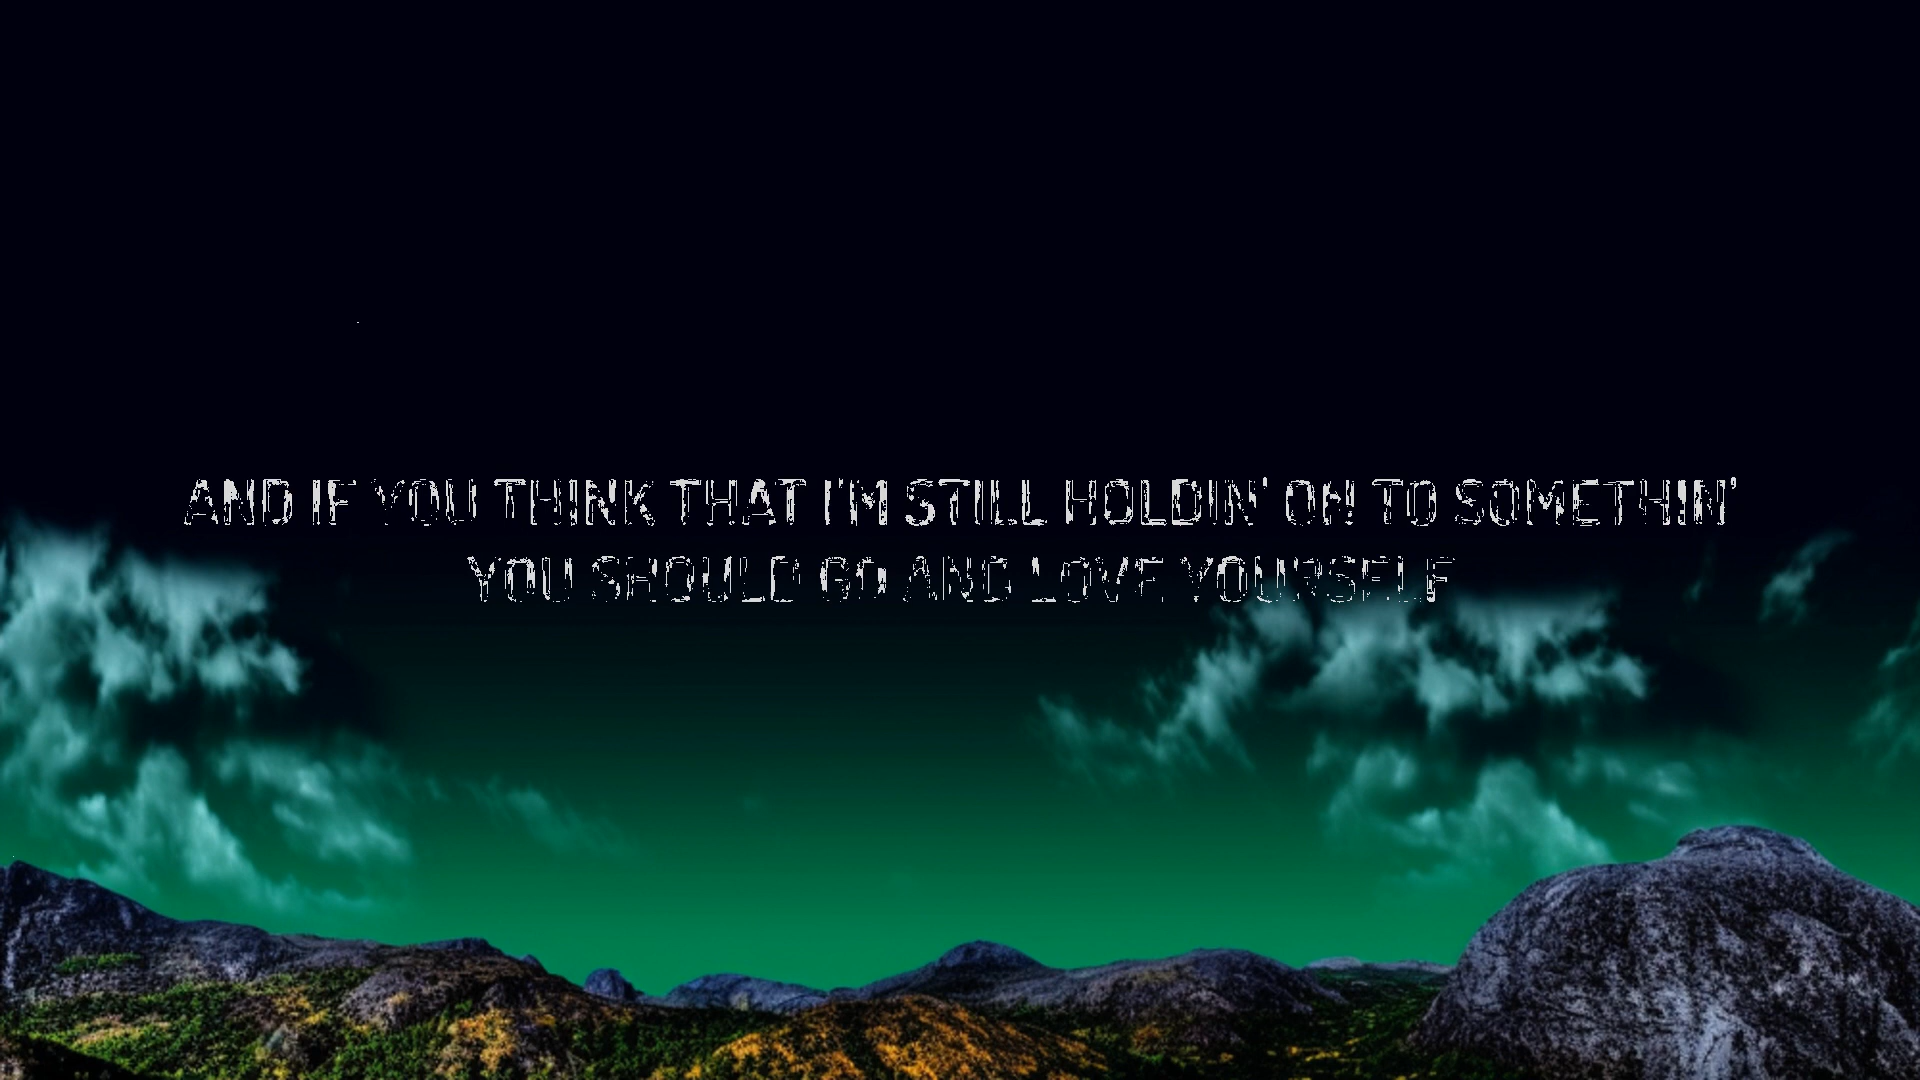 AND IF YOU THINK THAT I'M STILL HOLDIN' ON TO SOMETHIN'
YOU SHOULD GO AND LOVE YOURSELF